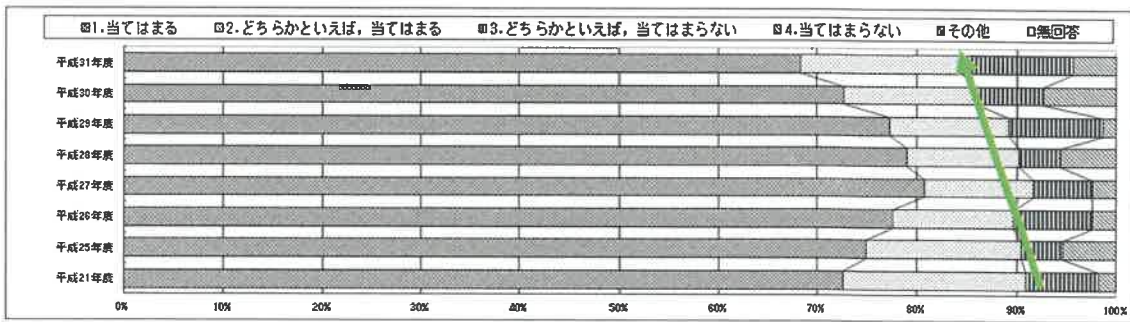 1.当てはまる 2.どちらかといえば，当てはまる 3.どちらかといえば，当てはまらない 4.当てはまらない その他 無回答
平成31年度
平成30年度
平成29年度
平成28年度
平成27年度
平成26年度
平成25年度
平成21年度
0% 10% 20% 30% 40% 50% 60% 70% 80% 90% 100%